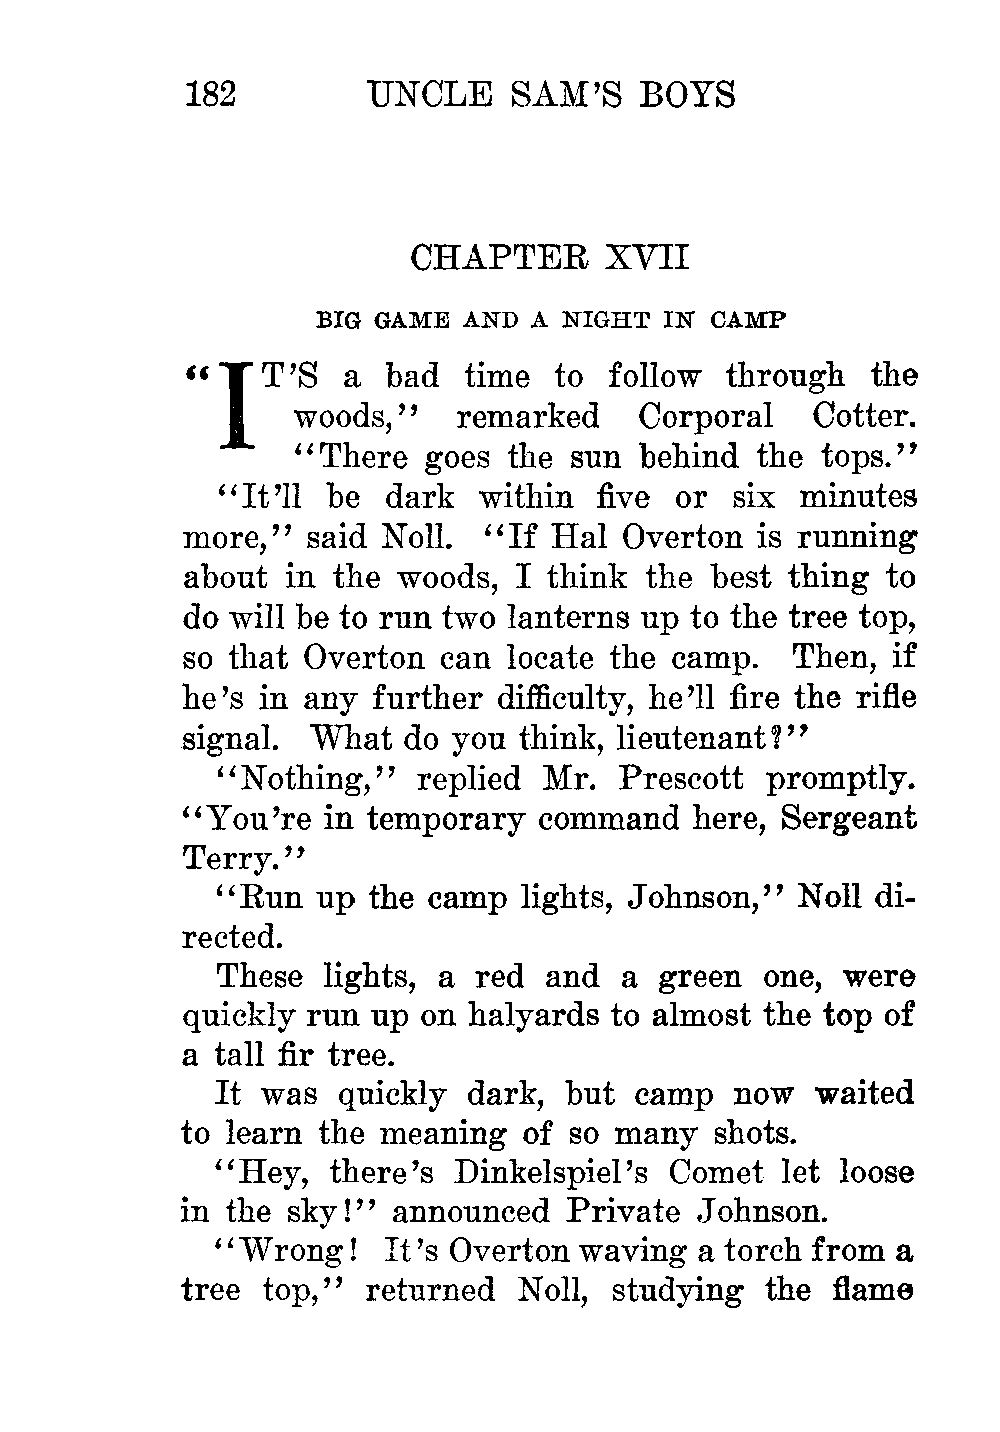 182 UNCLE SAM'S BOYS
CHAPTER XVII
BIG GAME AND A NIGHT IN CAMP
"IT'S a bad time to follow through the
woods," remarked Corporal Cotter.
"There goes the sun behind the tops."
"It'll be dark within five or six minutes
more," said Noll. "If Hal Overton is running
about in the woods, I think the best thing to
do will be to run two lanterns up to the tree top,
so that Overton can locate the camp. Then, if
he's in any further difficulty, he'll fire the rifle
signal. What do you think, lieutenant?"
"Nothing," replied Mr. Prescott promptly.
"You're in temporary command here, Sergeant
Terry."
"Run up the camp lights, Johnson," Noll di-
rected.
These lights, a red and a green one, were
quickly run up on halyards to almost the top of
a tall fir tree.
It was quickly dark, but camp now waited
to learn the meaning of so many shots.
"Hey, there's Dinkelspiel's Comet let loose
in the sky!" announced Private Johnson.
"Wrong! It's Overton waving a torch from a
tree top," returned Noll, studying the flame